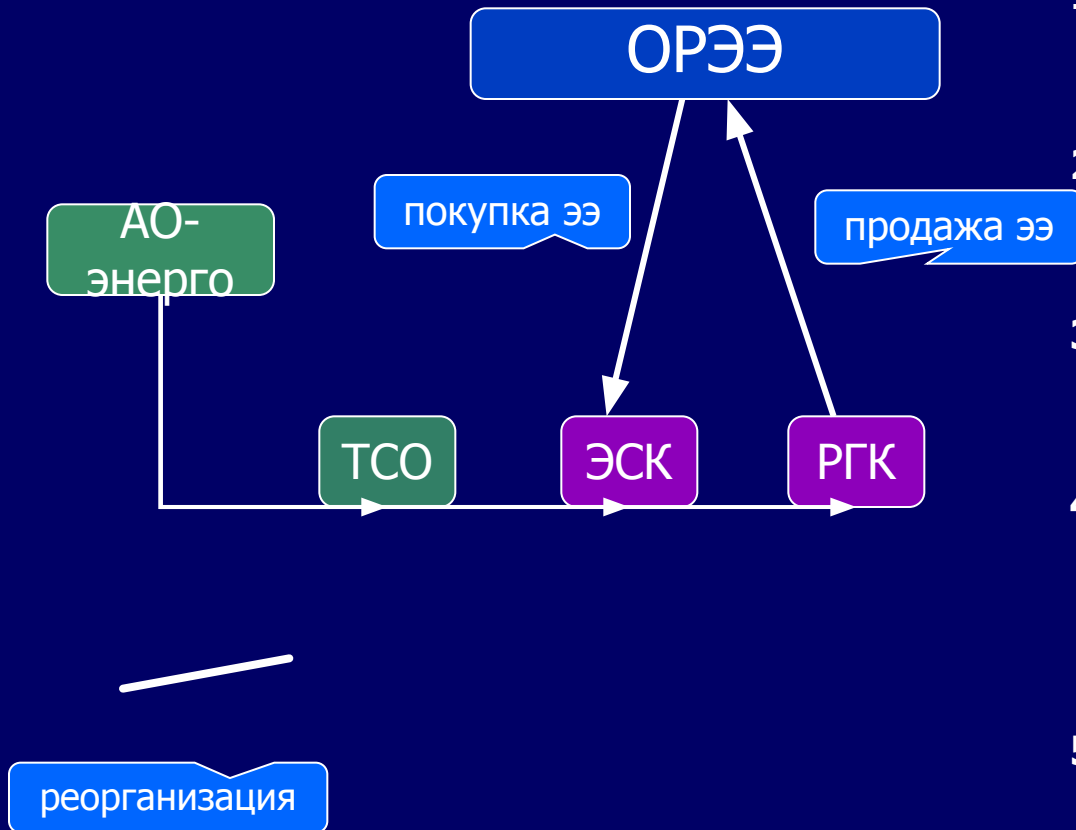 ОРЭЭ
покупка ээ
продажа ээ
АО-
энерго
ТСО
ЭСК
РГК
реорганизация